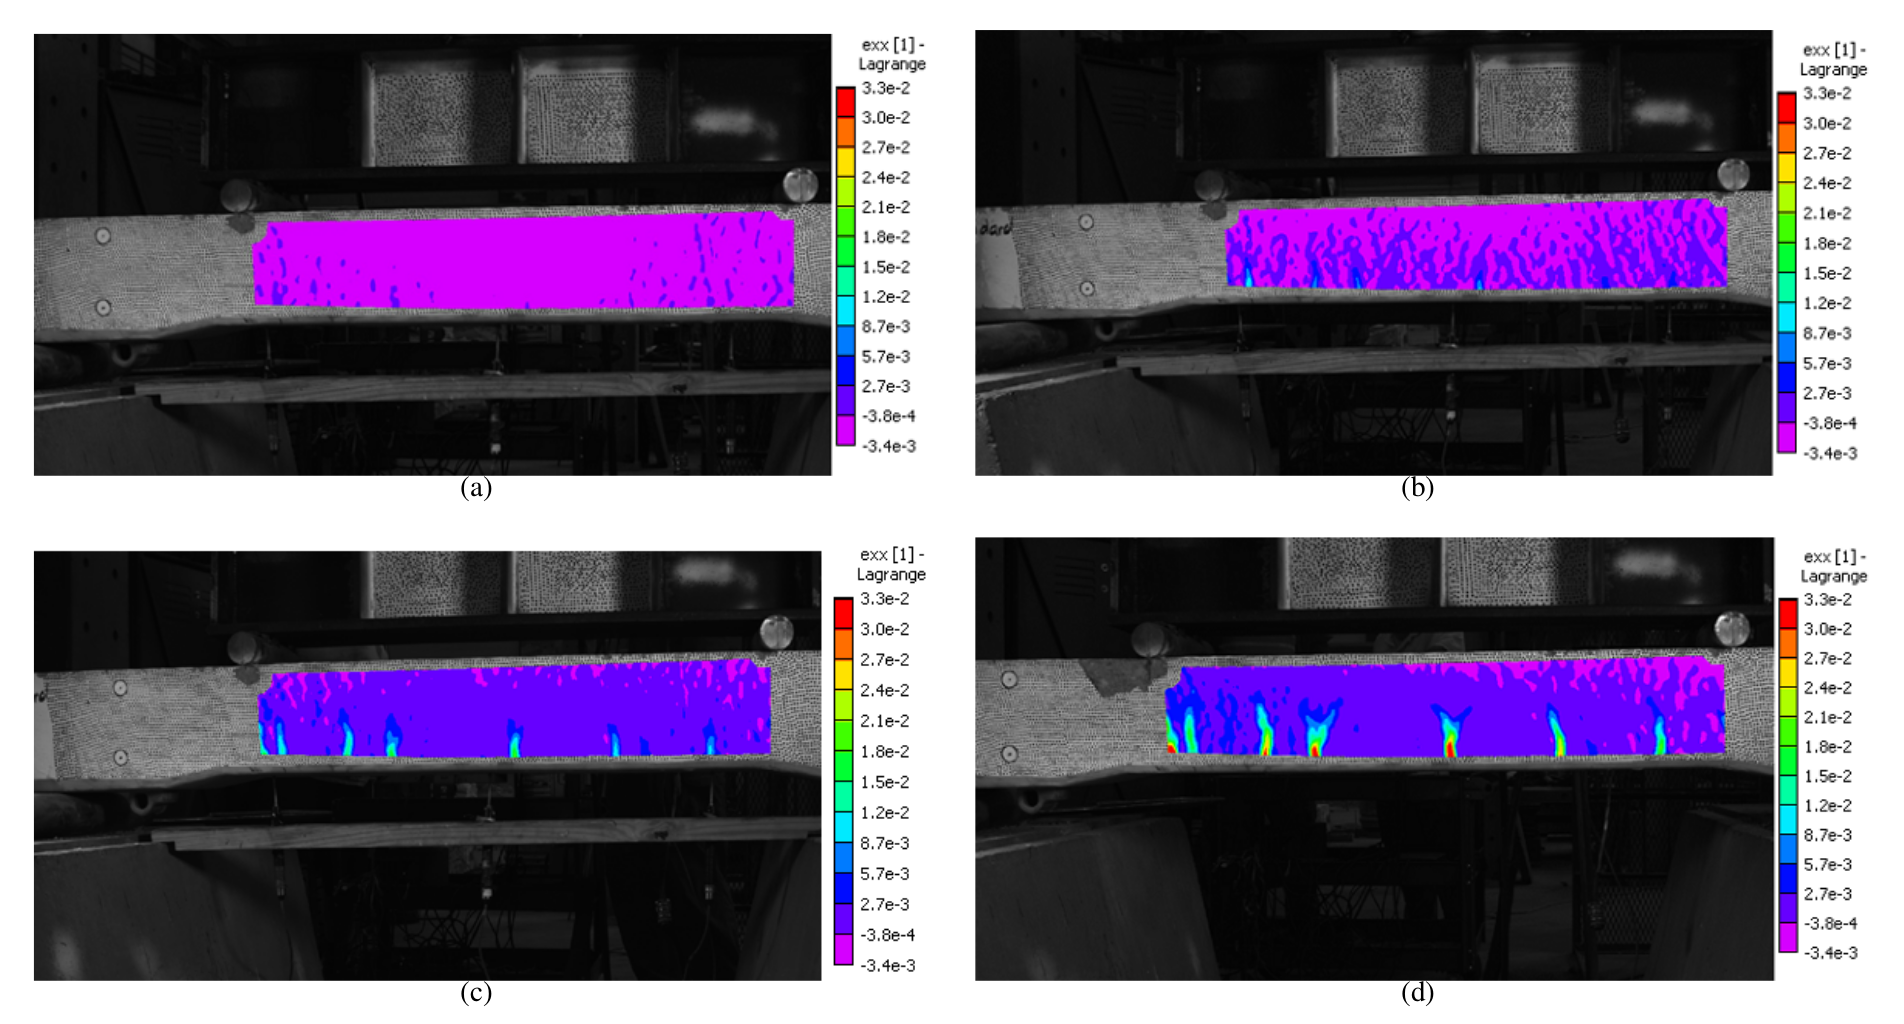 exx [1] -
Lagrange
3.3e-2
3.0e-2
2.7e-2
2.4e-2
2.1e-2
1.8e-2
1.5e-2
1.2e-2
8.7e-3
5.7e-3
2.7e-3
-3.8e-4
-3.4e-3
(a)
exx [1] -
Lagrange
3.3e-2
3.0e-2
2.7e-2
2.4e-2
2.1e-2
1.8e-2
1.5e-2
1.2e-2
8.7e-3
5.7e-3
2.7e-3
-3.8e-4
-3.4e-3
dard
(b)
exx [1] -
Lagrange
3.3e-2
3.0e-2
2.7e-2
2.4e-2
2.1e-2
1.8e-2
1.5e-2
1.2e-2
8.7e-3
5.7e-3
2.7e-3
-3.8e-4
-3.4e-3
(c)
exx [1] -
Lagrange
3.3e-2
3.0e-2
2.7e-2
2.4e-2
2.1e-2
1.8e-2
1.5e-2
1.2e-2
8.7e-3
5.7e-3
2.7e-3
-3.8e-4
-3.4e-3
(d)